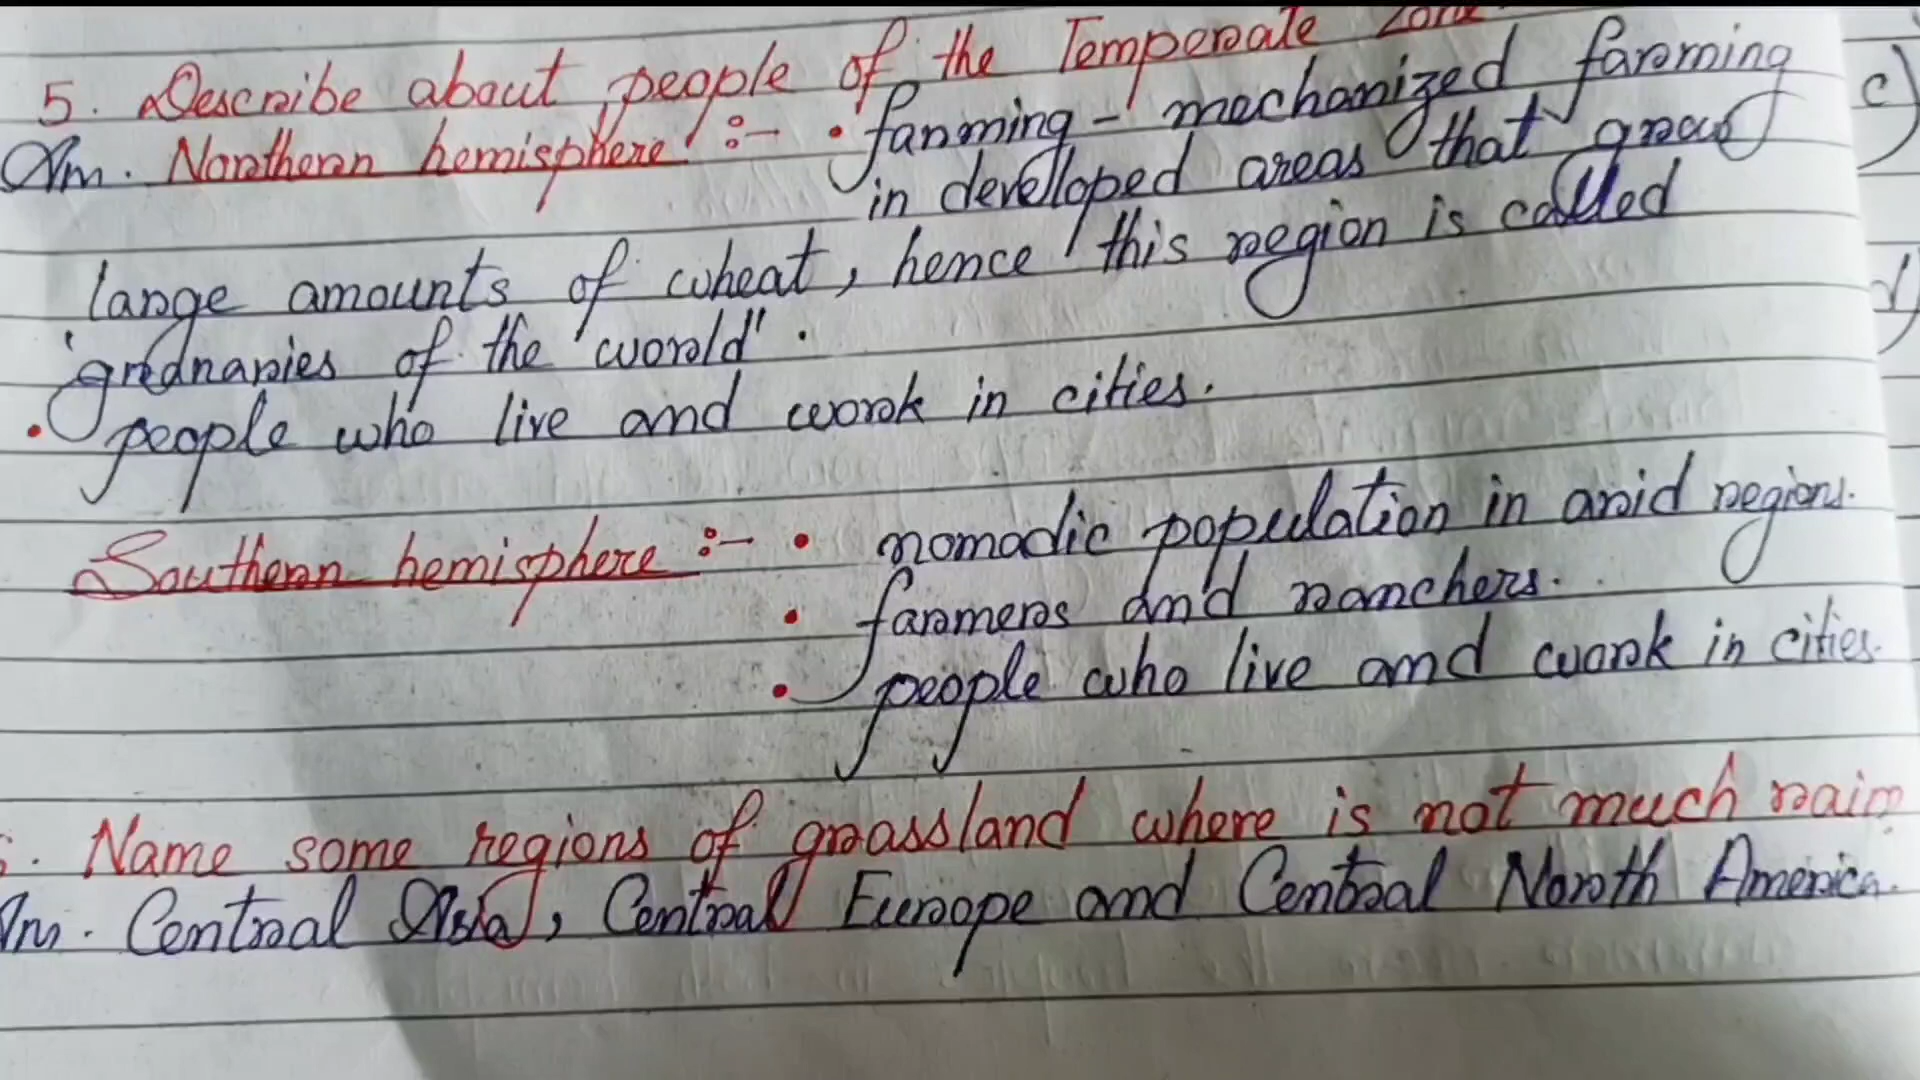 5. Describe about people of the Temperate Zone
Ans. Northern hemisphere :- • farming - mechanized farming
in developed areas that grow
large amounts of wheat, hence this region is called
'granaries of the world'.
• people who live and work in cities.
Southern hemisphere :- • nomadic population in arid regions.
• farmers and ranchers.
• people who live and work in cities.
Name some regions of grassland where is not much rain
Ans. Central Asia, Central Europe and Central North America.
c)
d)